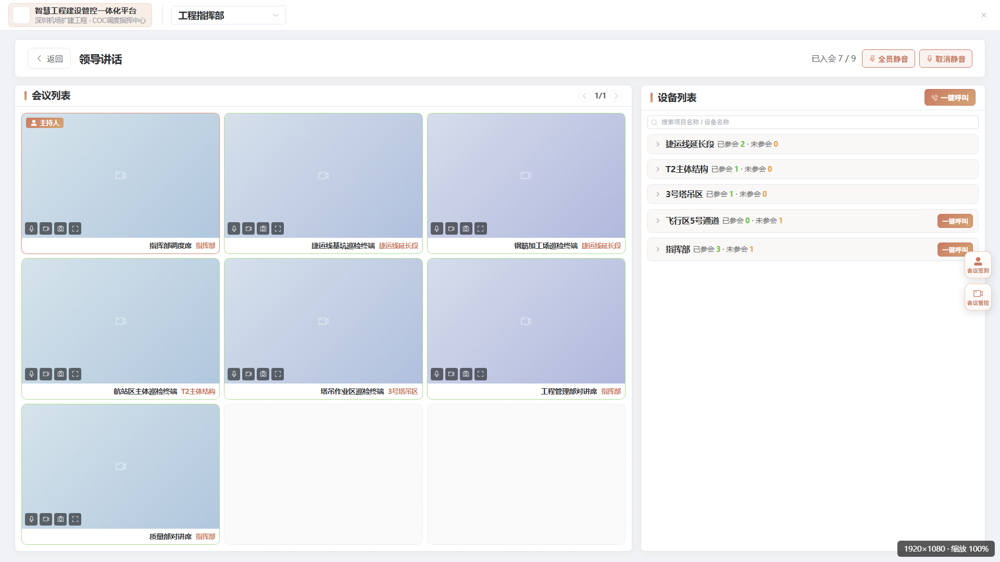 智慧工程建设管控一体化平台
深圳机场扩建工程 · COC调度指挥中心
工程指挥部
返回
领导讲话
已入会 7 / 9
全员静音
取消静音
会议列表
1/1
主持人
指挥部调度席 指挥部
捷运线基坑巡检终端 捷运线延长段
钢筋加工场巡检终端 捷运线延长段
航站区主体巡检终端 T2主体结构
塔吊作业区巡检终端 3号塔吊区
工程管理部对讲席 指挥部
质量部对讲席 指挥部
设备列表
一键呼叫
搜索项目名称 / 设备名称
捷运线延长段 已参会 2 · 未参会 0
T2主体结构 已参会 1 · 未参会 0
3号塔吊区 已参会 1 · 未参会 0
飞行区5号通道 已参会 0 · 未参会 1
一键呼叫
指挥部 已参会 3 · 未参会 1
一键呼叫
会议签到
会议管控
1920×1080 · 缩放 100%